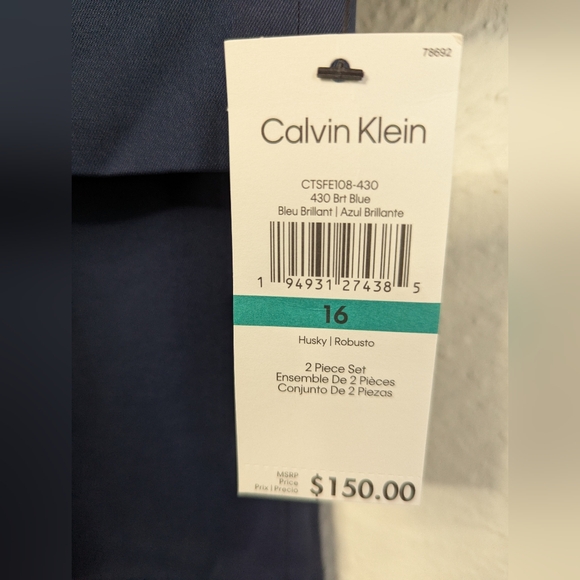 78692
Calvin Klein
CTSFE108-430
430 Brt Blue
Bleu Brillant | Azul Brillante
1 94931 27438 5
16
Husky | Robusto
2 Piece Set
Ensemble De 2 Pièces
Conjunto De 2 Piezas
MSRP
Price
Prix | Precio
$150.00